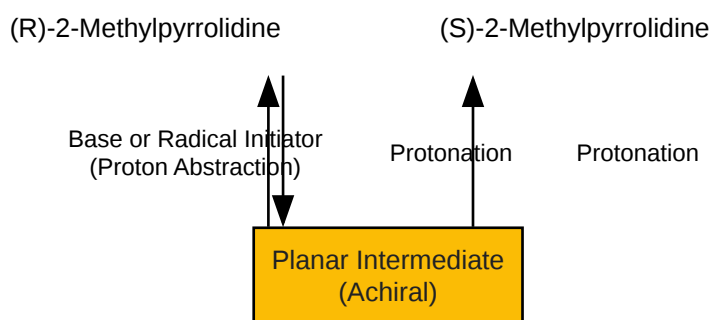 (R)-2-Methylpyrrolidine
(S)-2-Methylpyrrolidine
Base or Radical Initiator
(Proton Abstraction)
Protonation
Protonation
Planar Intermediate
(Achiral)